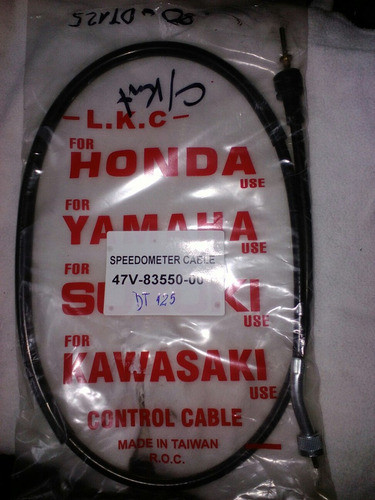 DT125
- L.K.C -
FOR
HONDA
USE
FOR
YAMAHA
USE
FOR
USE
SPEEDOMETER CABLE
47V-83550-00
DT 125
FOR
KAWASAKI
USE
CONTROL CABLE
MADE IN TAIWAN
R.O.C.